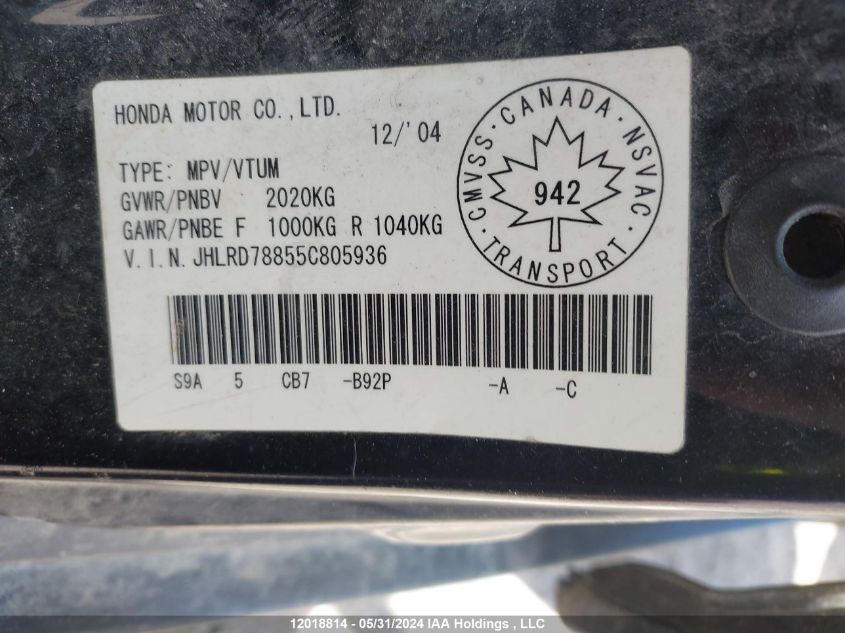 HONDA MOTOR CO.,LTD.
12/'04
TYPE: MPV/VTUM
GVWR/PNBV 2020KG
GAWR/PNBE F 1000KG R 1040KG
V.I.N. JHLRD78855C805936
CMVSS · CANADA · NSVAC · TRANSPORT ·
942
S9A 5 CB7 -B92P -A -C
12018814 - 05/31/2024 IAA Holdings , LLC